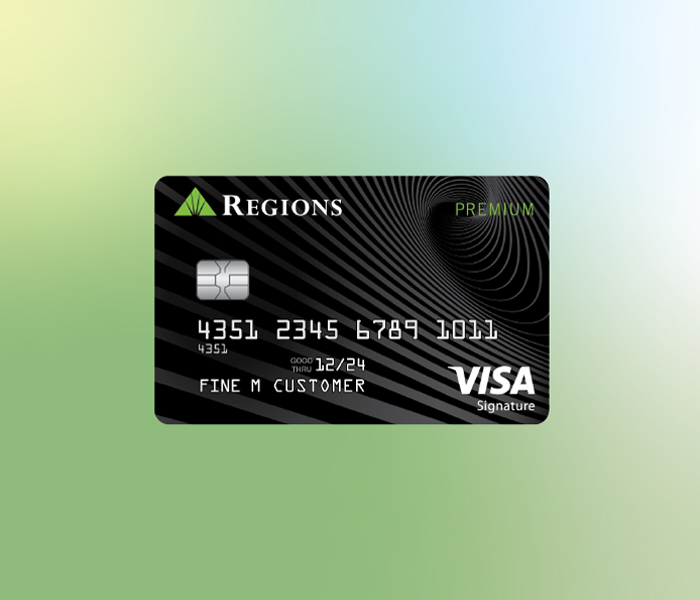 REGIONS
PREMIUM
4351 2345 6789 1011
4351
GOOD THRU 12/24
FINE M CUSTOMER
VISA
Signature